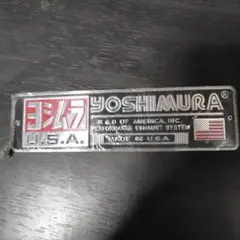 ヨシムラ
U.S.A.
YOSHIMURA®
R & D OF AMERICA, INC.
PERFORMANCE EXHAUST SYSTEM
MADE IN U.S.A.